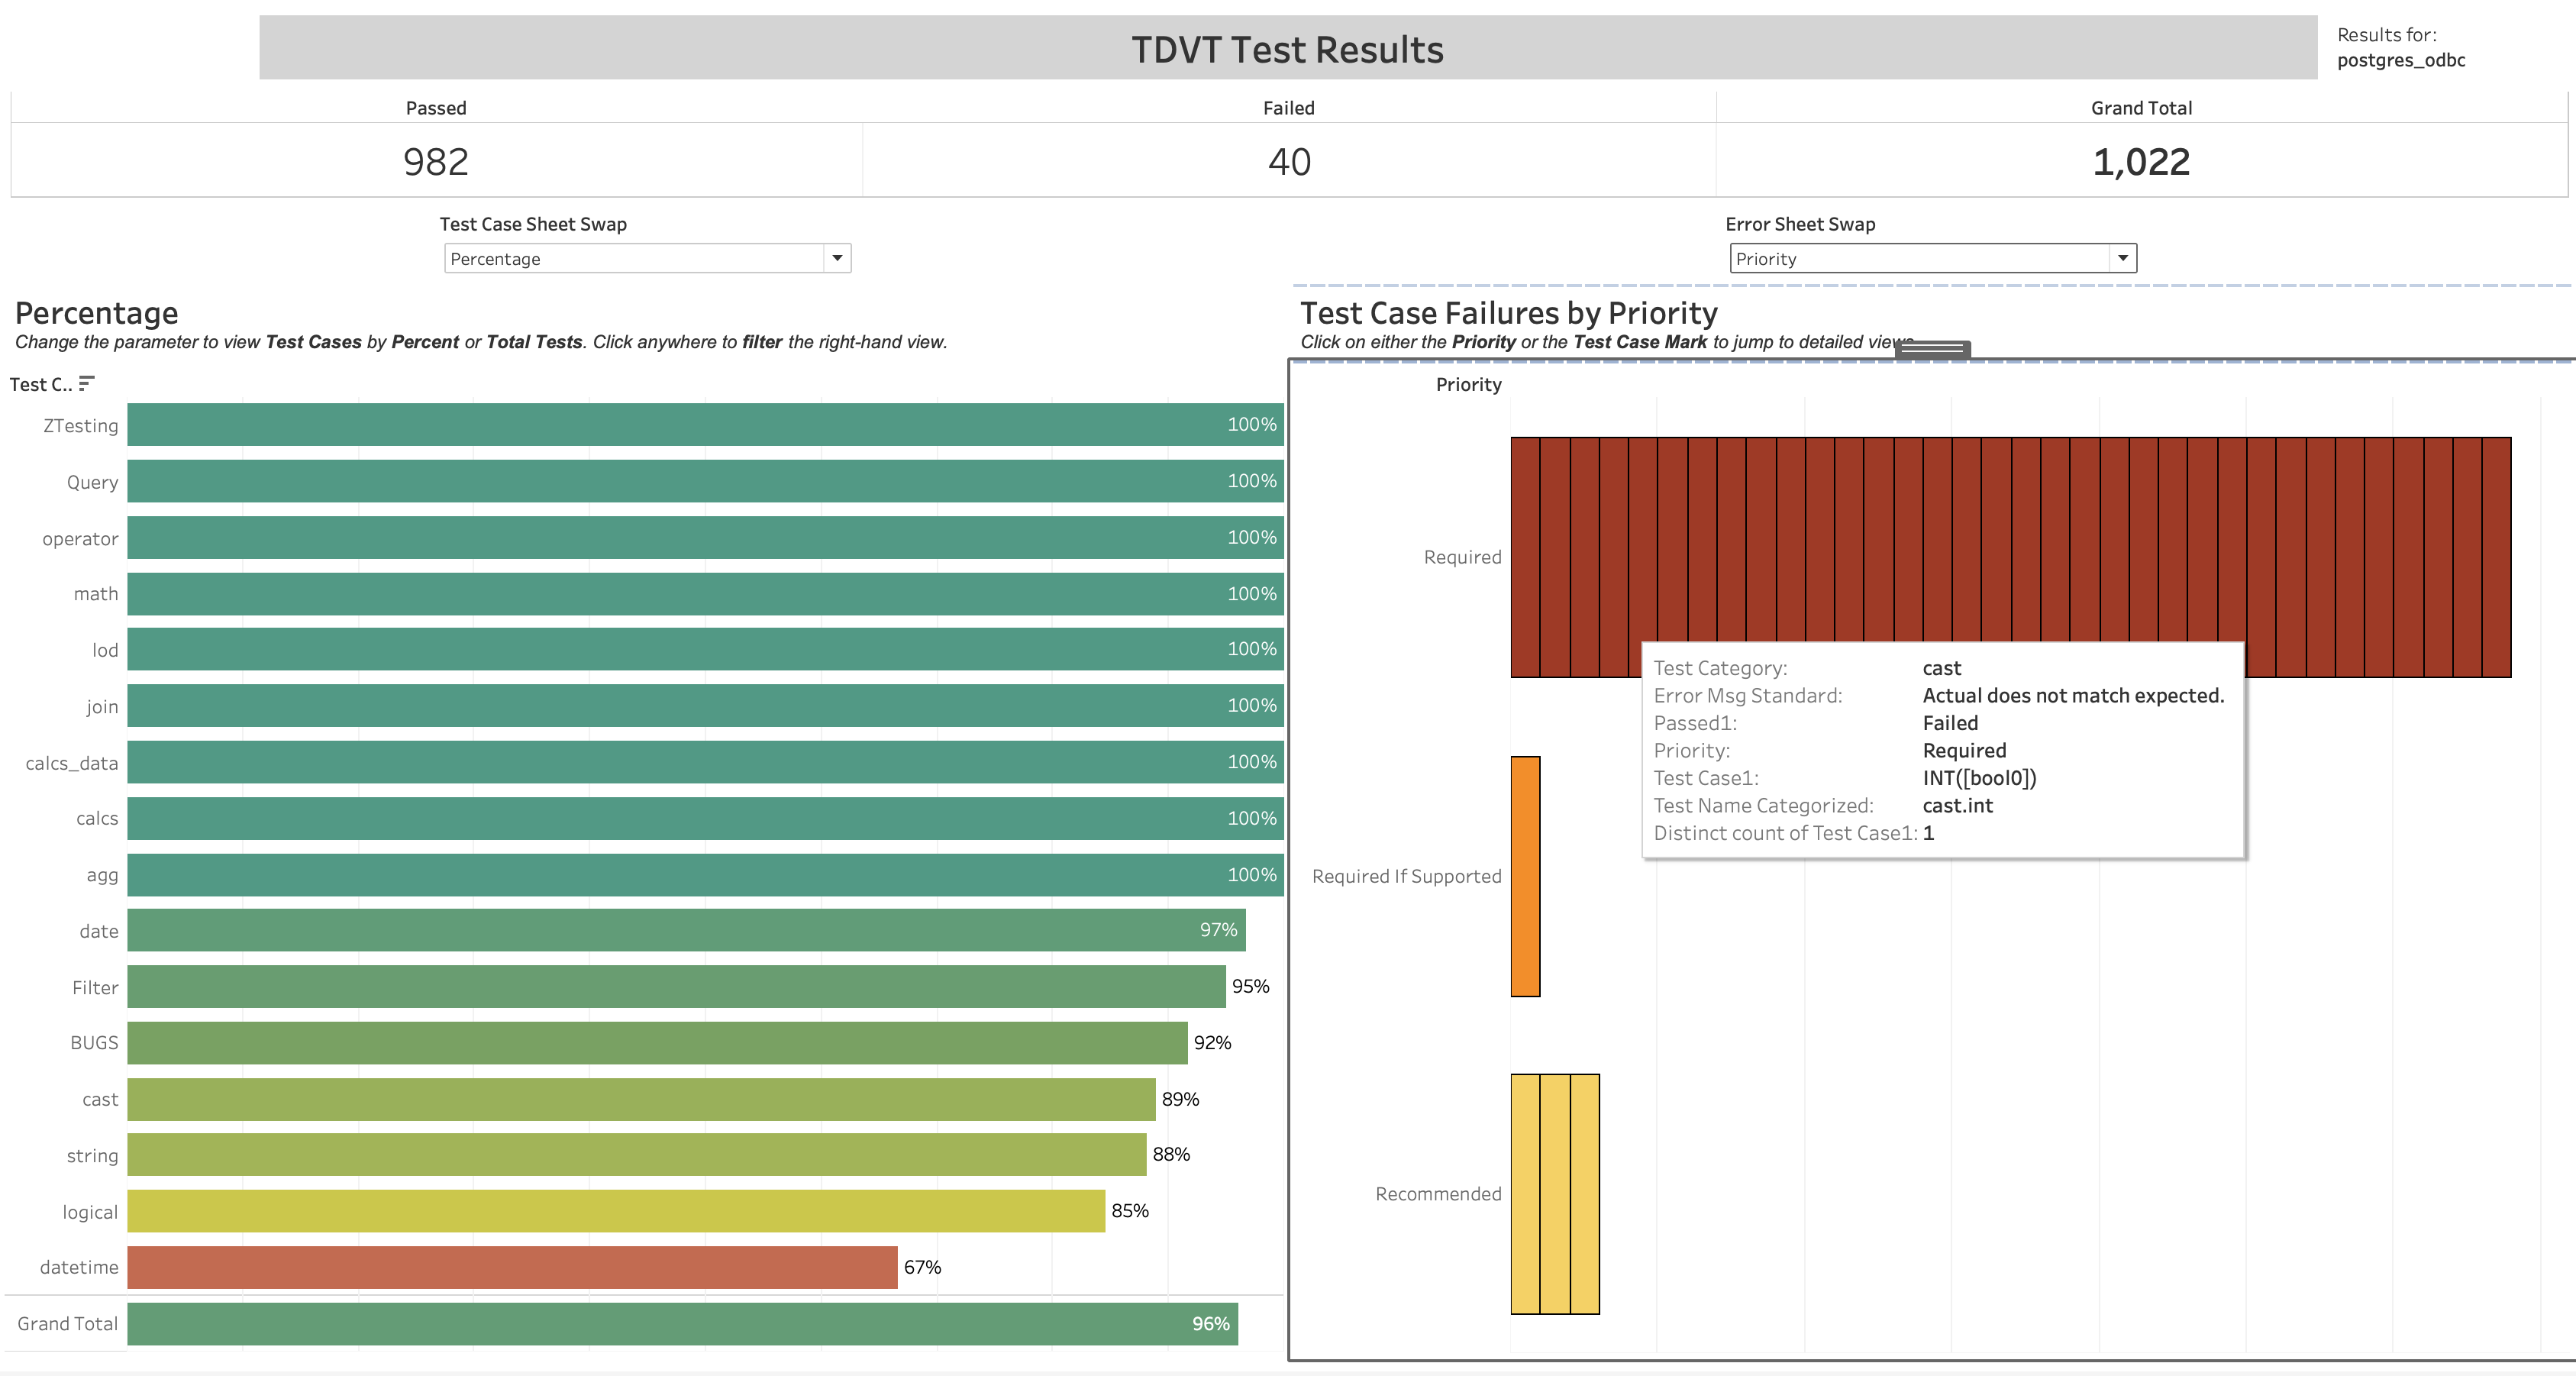 TDVT Test Results
Results for:
postgres_odbc
Passed
Failed
Grand Total
982
40
1,022
Test Case Sheet Swap
Percentage
Error Sheet Swap
Priority
Percentage
Change the parameter to view Test Cases by Percent or Total Tests. Click anywhere to filter the right-hand view.
Test C..
ZTesting 100%
Query 100%
operator 100%
math 100%
lod 100%
join 100%
calcs_data 100%
calcs 100%
agg 100%
date 97%
Filter 95%
BUGS 92%
cast 89%
string 88%
logical 85%
datetime 67%
Grand Total 96%
Test Case Failures by Priority
Click on either the Priority or the Test Case Mark to jump to detailed views.
Priority
Required
Required If Supported
Recommended
Test Category: cast
Error Msg Standard: Actual does not match expected.
Passed1: Failed
Priority: Required
Test Case1: INT([bool0])
Test Name Categorized: cast.int
Distinct count of Test Case1: 1